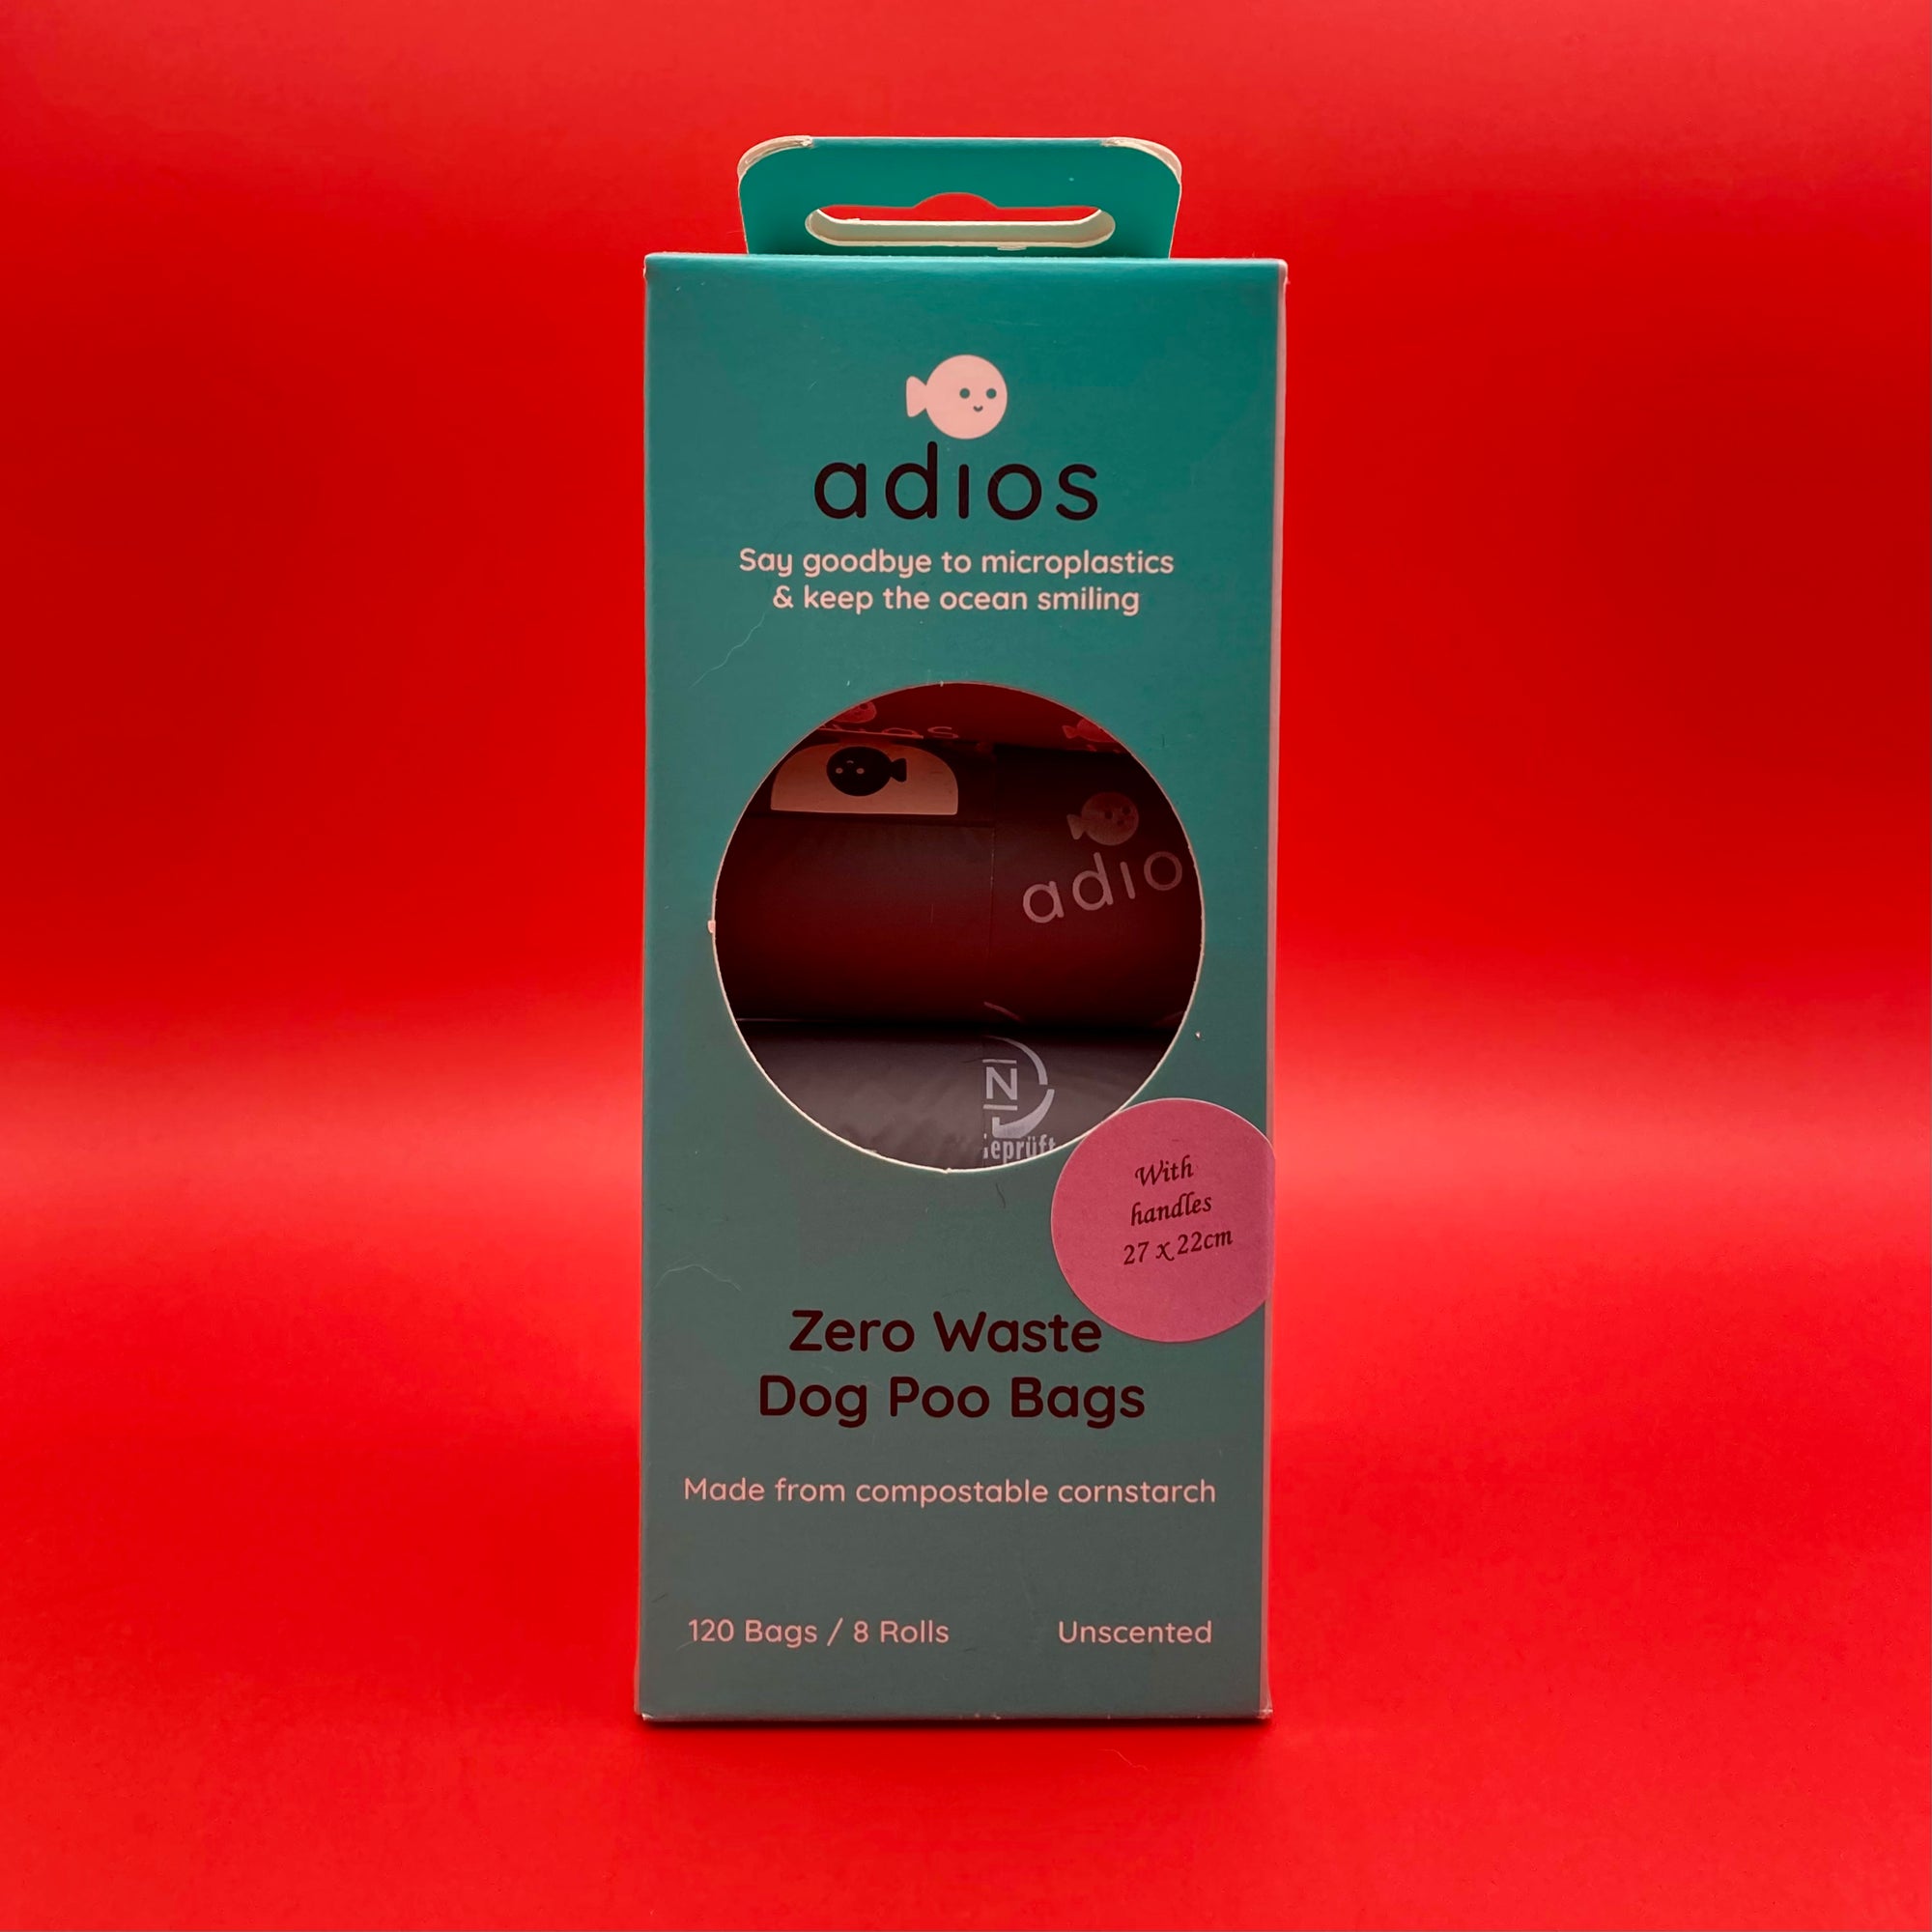 adios
Say goodbye to microplastics
& keep the ocean smiling
adio
N
eprüft
With
handles
27 x 22cm
Zero Waste
Dog Poo Bags
Made from compostable cornstarch
120 Bags / 8 Rolls
Unscented